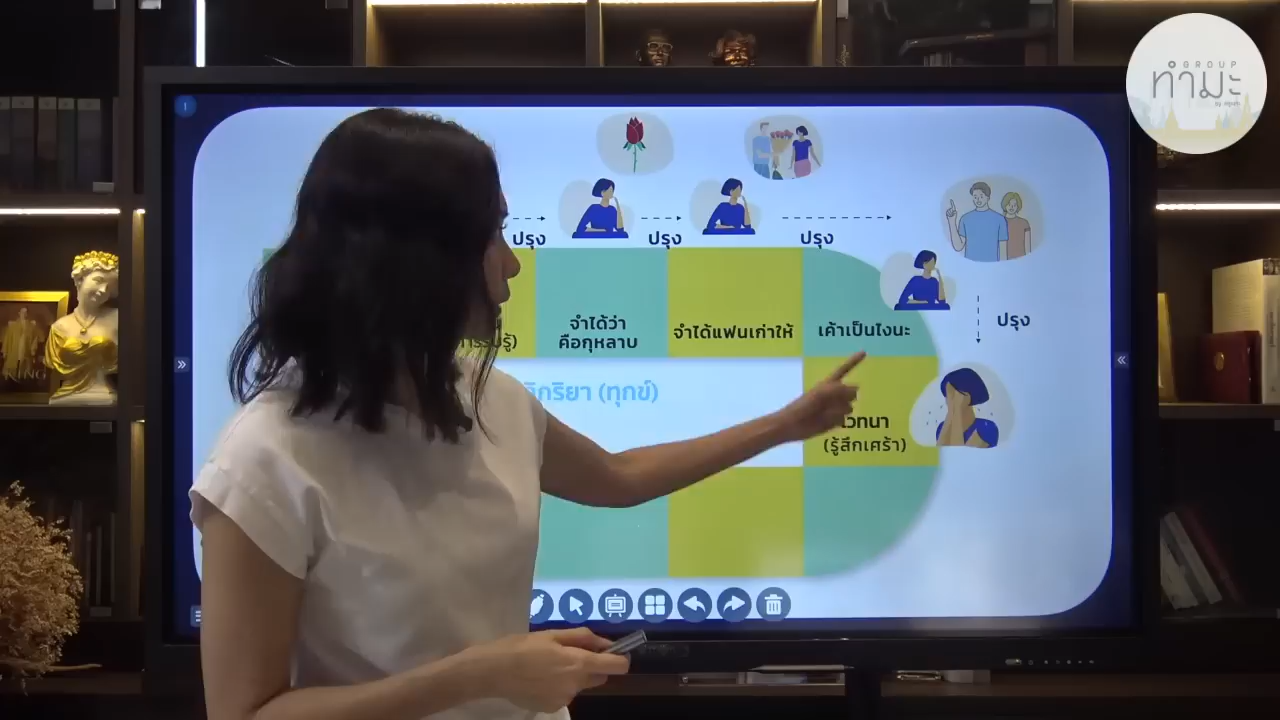 GROUP
ทำมะ
ปรุง
ปรุง
ปรุง
ปรุง
จำได้ว่า
คือกุหลาบ
จำได้แฟนเก่าให้
เค้าเป็นไงนะ
(ทุกข์)
(รู้สึกเศร้า)
KING